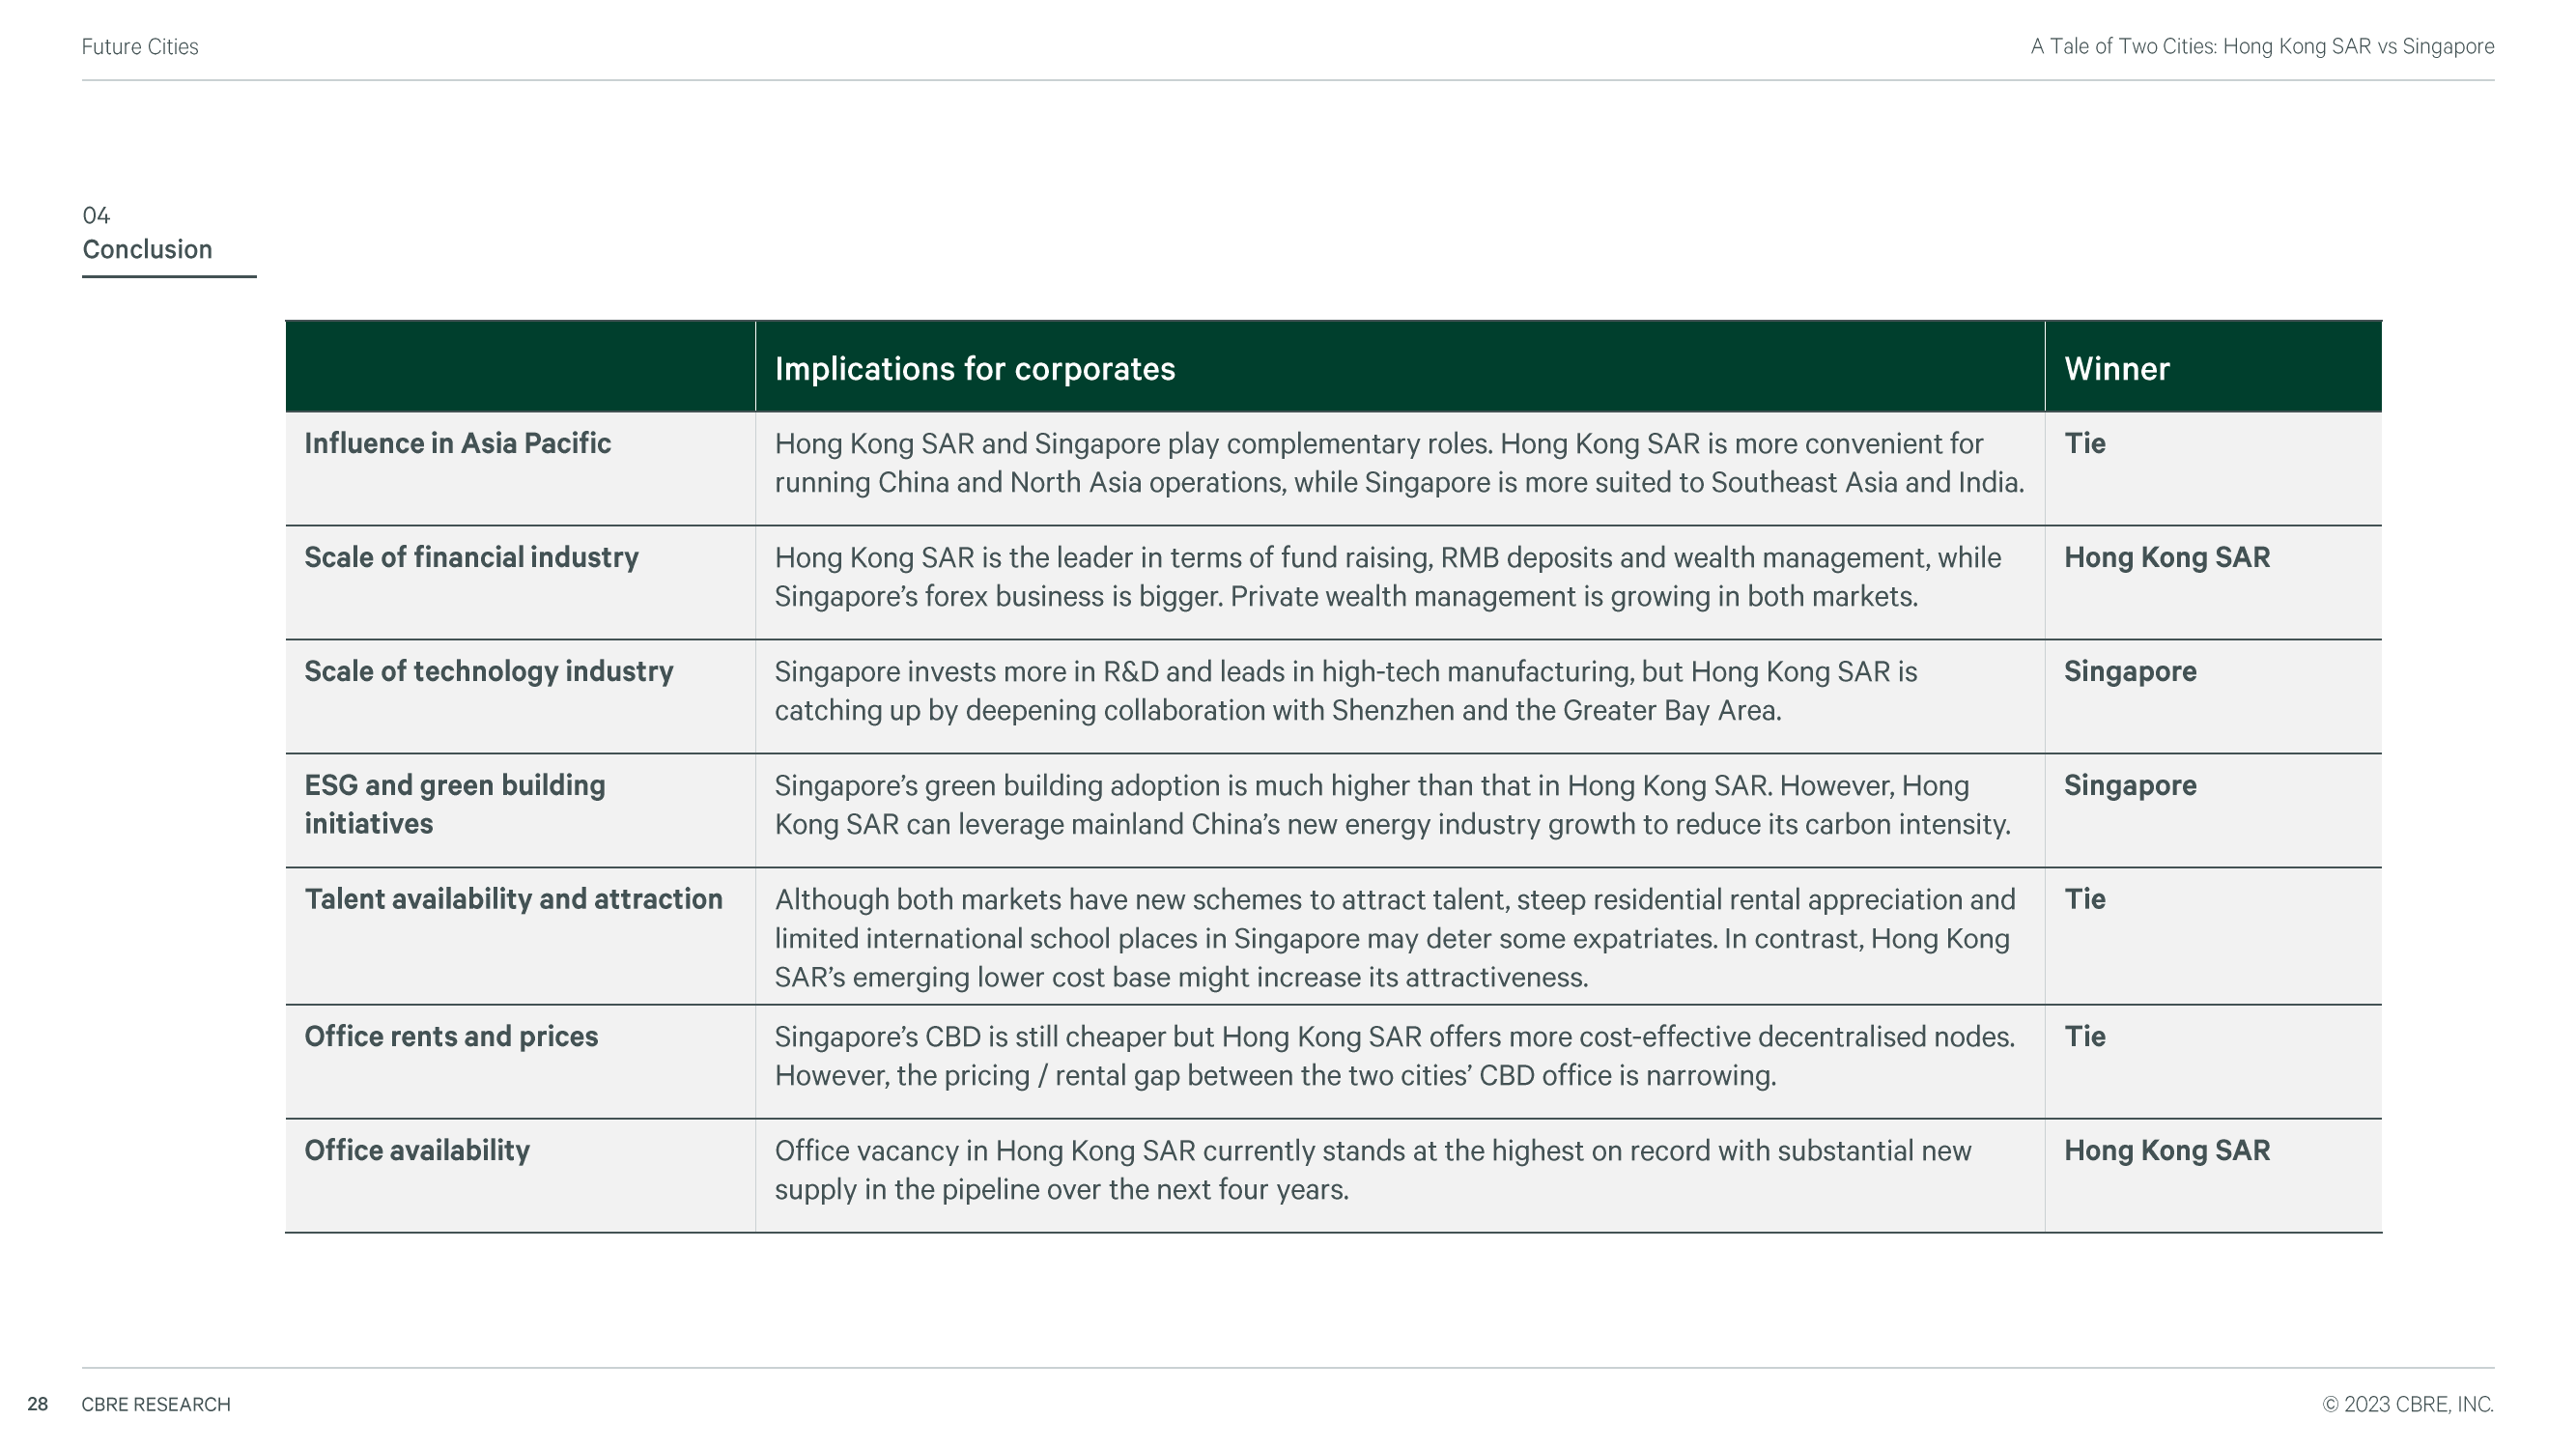 Future Cities
A Tale of Two Cities: Hong Kong SAR vs Singapore
04
Conclusion
Implications for corporates
Winner
Influence in Asia Pacific
Hong Kong SAR and Singapore play complementary roles. Hong Kong SAR is more convenient for
running China and North Asia operations, while Singapore is more suited to Southeast Asia and India.
Tie
Scale of financial industry
Hong Kong SAR is the leader in terms of fund raising, RMB deposits and wealth management, while
Singapore’s forex business is bigger. Private wealth management is growing in both markets.
Hong Kong SAR
Scale of technology industry
Singapore invests more in R&D and leads in high-tech manufacturing, but Hong Kong SAR is
catching up by deepening collaboration with Shenzhen and the Greater Bay Area.
Singapore
ESG and green building
initiatives
Singapore’s green building adoption is much higher than that in Hong Kong SAR. However, Hong
Kong SAR can leverage mainland China’s new energy industry growth to reduce its carbon intensity.
Singapore
Talent availability and attraction
Although both markets have new schemes to attract talent, steep residential rental appreciation and
limited international school places in Singapore may deter some expatriates. In contrast, Hong Kong
SAR’s emerging lower cost base might increase its attractiveness.
Tie
Office rents and prices
Singapore’s CBD is still cheaper but Hong Kong SAR offers more cost-effective decentralised nodes.
However, the pricing / rental gap between the two cities’ CBD office is narrowing.
Tie
Office availability
Office vacancy in Hong Kong SAR currently stands at the highest on record with substantial new
supply in the pipeline over the next four years.
Hong Kong SAR
28
CBRE RESEARCH
© 2023 CBRE, INC.